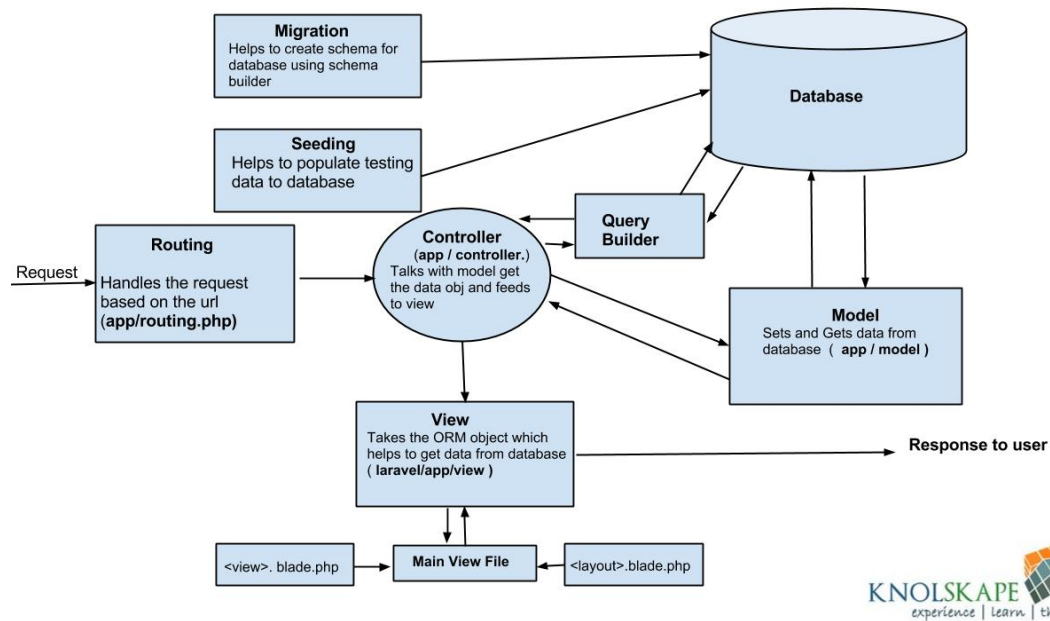 Migration
Helps to create schema for
database using schema
builder
Database
Seeding
Helps to populate testing
data to database
Query
Builder
Controller
(app / controller.)
Talks with model get
the data obj and feeds
to view
Routing
Handles the request
based on the url
(app/routing.php)
Request
Model
Sets and Gets data from
database ( app / model )
View
Takes the ORM object which
helps to get data from database
( laravel/app/view )
Response to user
<view>. blade.php
Main View File
<layout>.blade.php
KNOLSKAPE
experience | learn | th